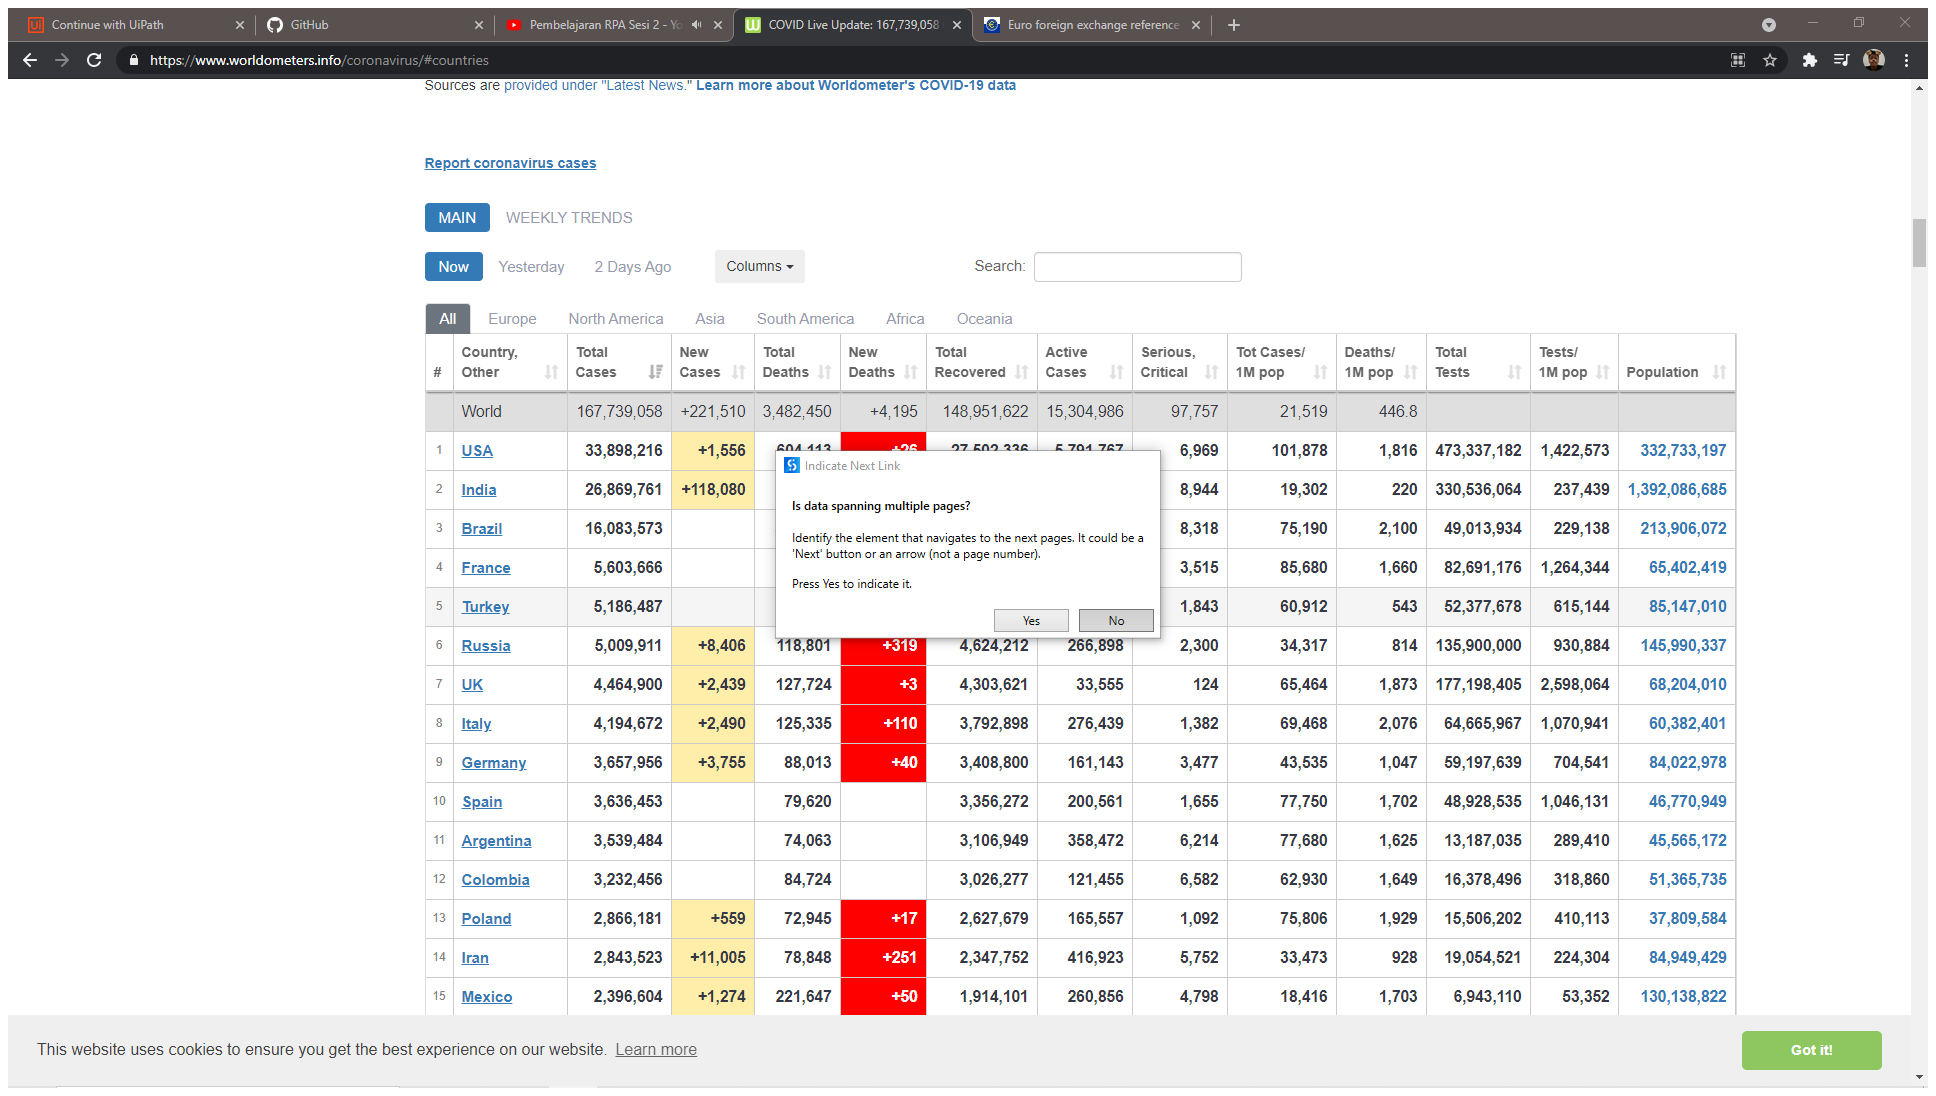 Continue with UiPath
GitHub
Pembelajaran RPA Sesi 2 - Yo
COVID Live Update: 167,739,058
Euro foreign exchange reference
https://www.worldometers.info/coronavirus/#countries
Sources are provided under "Latest News." Learn more about Worldometer's COVID-19 data
Report coronavirus cases
MAIN WEEKLY TRENDS
Now Yesterday 2 Days Ago Columns Search:
All Europe North America Asia South America Africa Oceania
# Country, Other Total Cases New Cases Total Deaths New Deaths Total Recovered Active Cases Serious, Critical Tot Cases/ 1M pop Deaths/ 1M pop Total Tests Tests/ 1M pop Population
World 167,739,058 +221,510 3,482,450 +4,195 148,951,622 15,304,986 97,757 21,519 446.8
1 USA 33,898,216 +1,556 604,113 +26 27,502,336 5,791,767 6,969 101,878 1,816 473,337,182 1,422,573 332,733,197
2 India 26,869,761 +118,080 8,944 19,302 220 330,536,064 237,439 1,392,086,685
3 Brazil 16,083,573 8,318 75,190 2,100 49,013,934 229,138 213,906,072
4 France 5,603,666 3,515 85,680 1,660 82,691,176 1,264,344 65,402,419
5 Turkey 5,186,487 1,843 60,912 543 52,377,678 615,144 85,147,010
Indicate Next Link
Is data spanning multiple pages?
Identify the element that navigates to the next pages. It could be a
'Next' button or an arrow (not a page number).
Press Yes to indicate it.
Yes No
6 Russia 5,009,911 +8,406 118,801 +319 4,624,212 266,898 2,300 34,317 814 135,900,000 930,884 145,990,337
7 UK 4,464,900 +2,439 127,724 +3 4,303,621 33,555 124 65,464 1,873 177,198,405 2,598,064 68,204,010
8 Italy 4,194,672 +2,490 125,335 +110 3,792,898 276,439 1,382 69,468 2,076 64,665,967 1,070,941 60,382,401
9 Germany 3,657,956 +3,755 88,013 +40 3,408,800 161,143 3,477 43,535 1,047 59,197,639 704,541 84,022,978
10 Spain 3,636,453 79,620 3,356,272 200,561 1,655 77,750 1,702 48,928,535 1,046,131 46,770,949
11 Argentina 3,539,484 74,063 3,106,949 358,472 6,214 77,680 1,625 13,187,035 289,410 45,565,172
12 Colombia 3,232,456 84,724 3,026,277 121,455 6,582 62,930 1,649 16,378,496 318,860 51,365,735
13 Poland 2,866,181 +559 72,945 +17 2,627,679 165,557 1,092 75,806 1,929 15,506,202 410,113 37,809,584
14 Iran 2,843,523 +11,005 78,848 +251 2,347,752 416,923 5,752 33,473 928 19,054,521 224,304 84,949,429
15 Mexico 2,396,604 +1,274 221,647 +50 1,914,101 260,856 4,798 18,416 1,703 6,943,110 53,352 130,138,822
This website uses cookies to ensure you get the best experience on our website. Learn more
Got it!